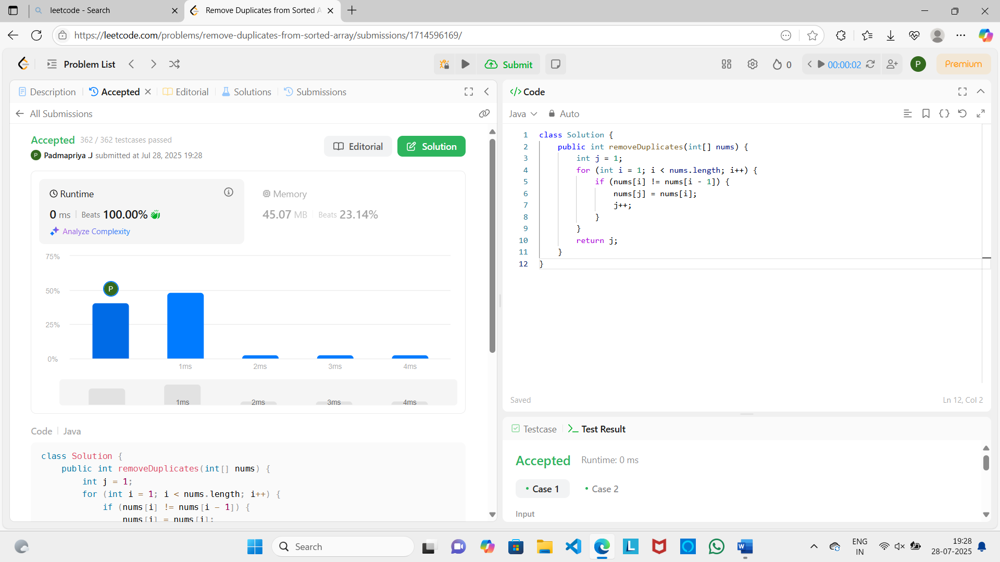 leetcode - Search
Remove Duplicates from Sorted A
https://leetcode.com/problems/remove-duplicates-from-sorted-array/submissions/1714596169/
Problem List
Submit
0
00:00:02
P
Premium
Description
Accepted
Editorial
Solutions
Submissions
All Submissions
Accepted 362 / 362 testcases passed
P Padmapriya .J submitted at Jul 28, 2025 19:28
Editorial
Solution
Runtime
0 ms Beats 100.00%
Analyze Complexity
Memory
45.07 MB Beats 23.14%
75%
50%
25%
0%
P
1ms 2ms 3ms 4ms
1ms 2ms 3ms 4ms
Code Java
class Solution {
public int removeDuplicates(int[] nums) {
int j = 1;
for (int i = 1; i < nums.length; i++) {
if (nums[i] != nums[i - 1]) {
nums[j] = nums[i];
</> Code
Java Auto
1 class Solution {
2 public int removeDuplicates(int[] nums) {
3 int j = 1;
4 for (int i = 1; i < nums.length; i++) {
5 if (nums[i] != nums[i - 1]) {
6 nums[j] = nums[i];
7 j++;
8 }
9 }
10 return j;
11 }
12 }
Saved
Ln 12, Col 2
Testcase
Test Result
Accepted Runtime: 0 ms
Case 1
Case 2
Input
Search
ENG
IN
19:28
28-07-2025